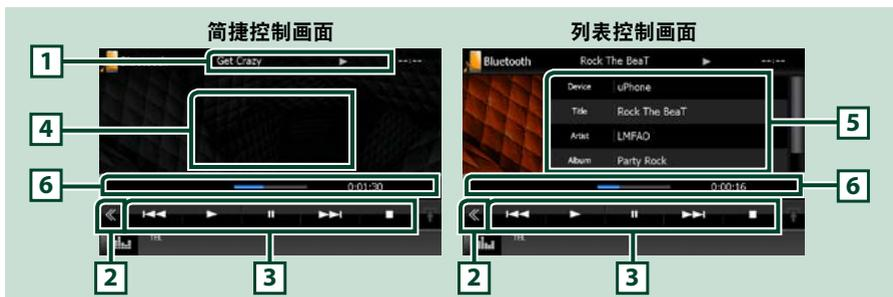 简捷控制画面
列表控制画面
1
Get Crazy ▶ --:--
Bluetooth Rock The BeaT ▶ --:--
4
Device uPhone
Title Rock The BeaT
Artist LMFAO
Album Party Rock
5
6
0:01:30
0:00:16
6
TEL
TEL
2
3
2
3